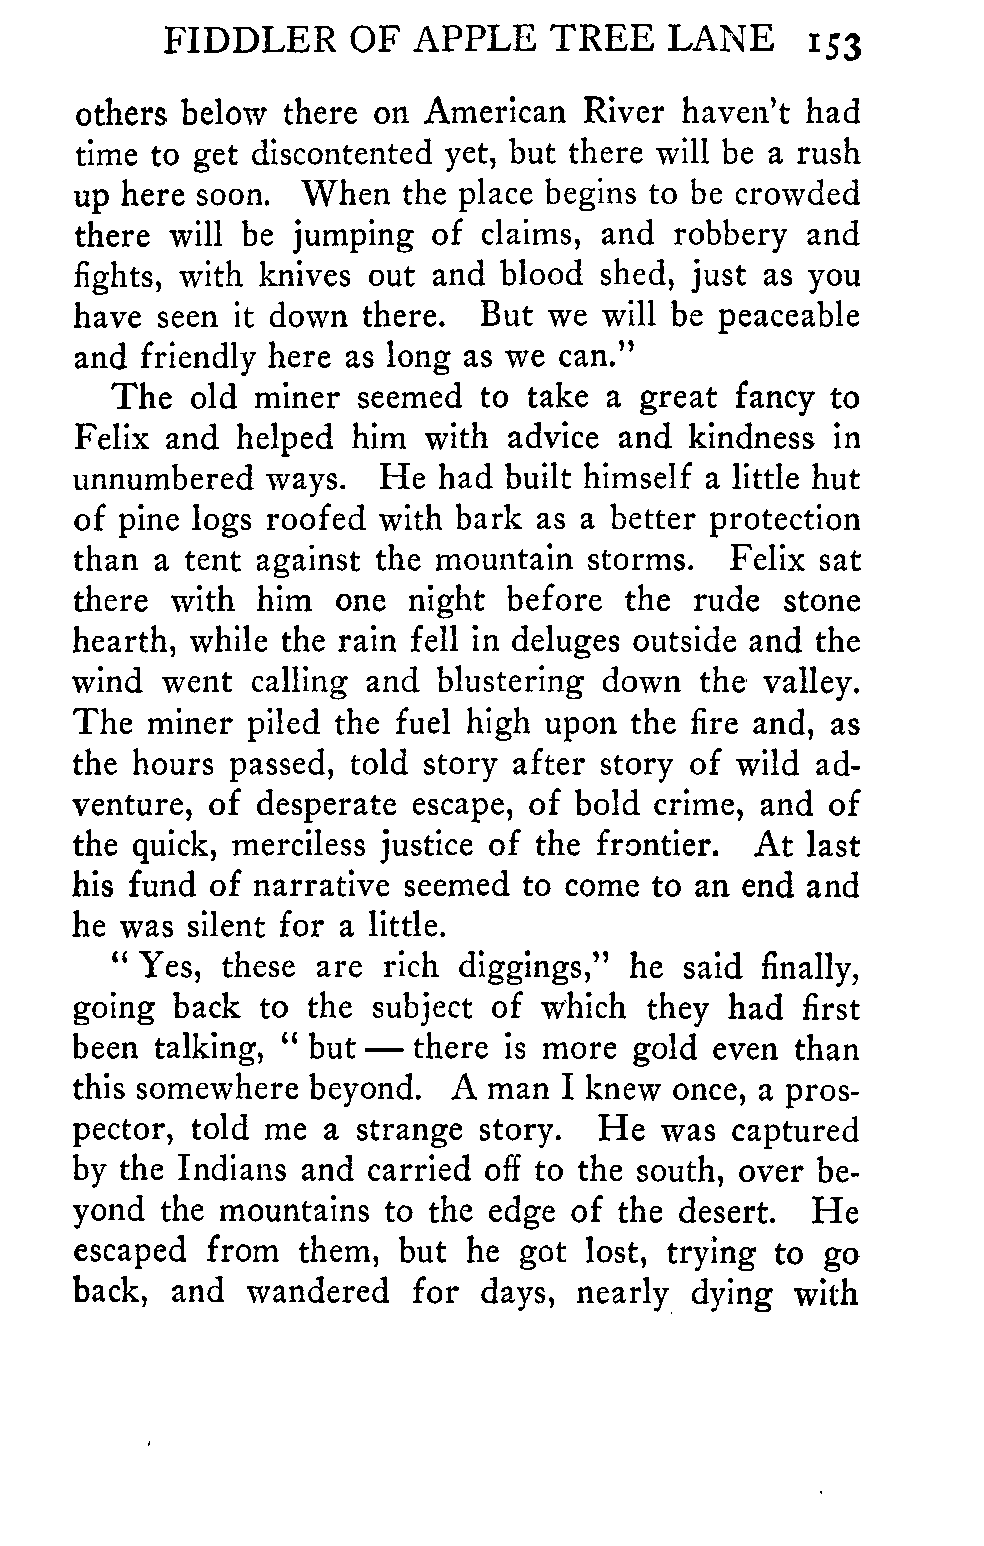 FIDDLER OF APPLE TREE LANE 153
others below there on American River haven't had
time to get discontented yet, but there will be a rush
up here soon. When the place begins to be crowded
there will be jumping of claims, and robbery and
fights, with knives out and blood shed, just as you
have seen it down there. But we will be peaceable
and friendly here as long as we can."
The old miner seemed to take a great fancy to
Felix and helped him with advice and kindness in
unnumbered ways. He had built himself a little hut
of pine logs roofed with bark as a better protection
than a tent against the mountain storms. Felix sat
there with him one night before the rude stone
hearth, while the rain fell in deluges outside and the
wind went calling and blustering down the valley.
The miner piled the fuel high upon the fire and, as
the hours passed, told story after story of wild ad-
venture, of desperate escape, of bold crime, and of
the quick, merciless justice of the frontier. At last
his fund of narrative seemed to come to an end and
he was silent for a little.
"Yes, these are rich diggings," he said finally,
going back to the subject of which they had first
been talking, "but — there is more gold even than
this somewhere beyond. A man I knew once, a pros-
pector, told me a strange story. He was captured
by the Indians and carried off to the south, over be-
yond the mountains to the edge of the desert. He
escaped from them, but he got lost, trying to go
back, and wandered for days, nearly dying with